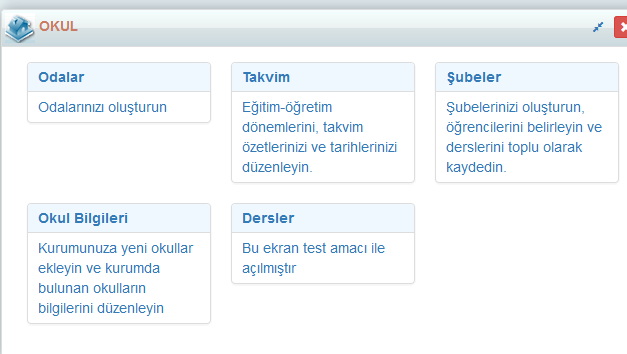 OKUL
Odalar
Odalarınızı oluşturun
Takvim
Eğitim-öğretim
dönemlerini, takvim
özetlerinizi ve tarihlerinizi
düzenleyin.
Şubeler
Şubelerinizi oluşturun,
öğrencilerini belirleyin ve
derslerini toplu olarak
kaydedin.
Okul Bilgileri
Kurumunuza yeni okullar
ekleyin ve kurumda
bulunan okulların
bilgilerini düzenleyin
Dersler
Bu ekran test amacı ile
açılmıştır